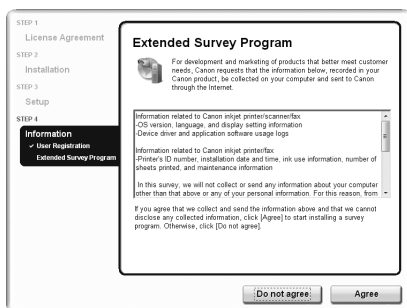 STEP 1
License Agreement
STEP 2
Installation
STEP 3
Setup
STEP 4
Information
User Registration
Extended Survey Program
Extended Survey Program
For development and marketing of products that better meet customer
needs, Canon requests that the information below, recorded in your
Canon product, be collected on your computer and sent to Canon
through the Internet.
Information related to Canon inkjet printer/scanner/fax
-OS version, language, and display setting information
-Device driver and application software usage logs
Information related to Canon inkjet printer/fax
-Printer's ID number, installation date and time, ink use information, number of
sheets printed, and maintenance information
In this survey, we will not collect or send any information about your computer
other than that above or any of your personal information. For this reason, from
If you agree that we collect and send the information above and that we cannot
disclose any collected information, click [Agree] to start installing a survey
program. Otherwise, click [Do not agree].
Do not agree
Agree